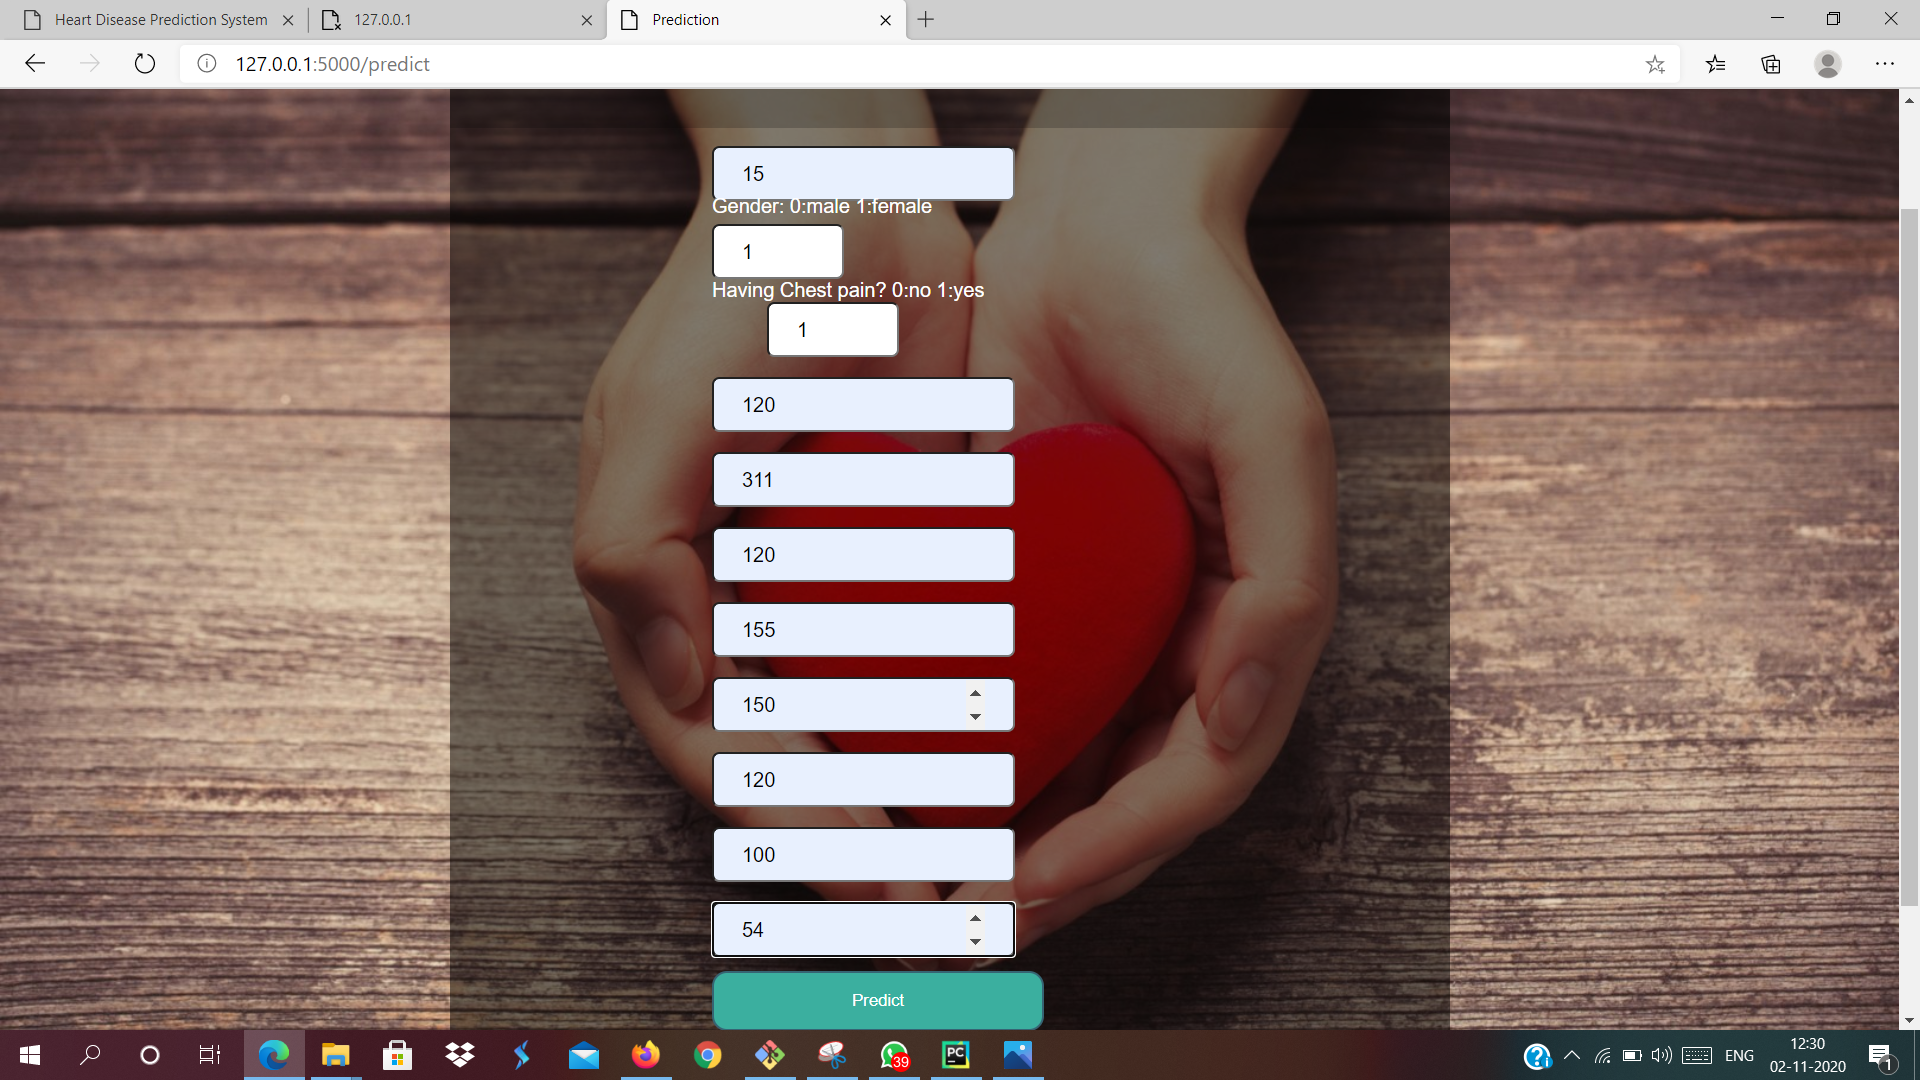 Heart Disease Prediction System
127.0.0.1
Prediction
127.0.0.1:5000/predict
15
Gender: 0:male 1:female
1
Having Chest pain? 0:no 1:yes
1
120
311
120
155
150
120
100
54
Predict
39
PC
ENG
12:30
02-11-2020
1